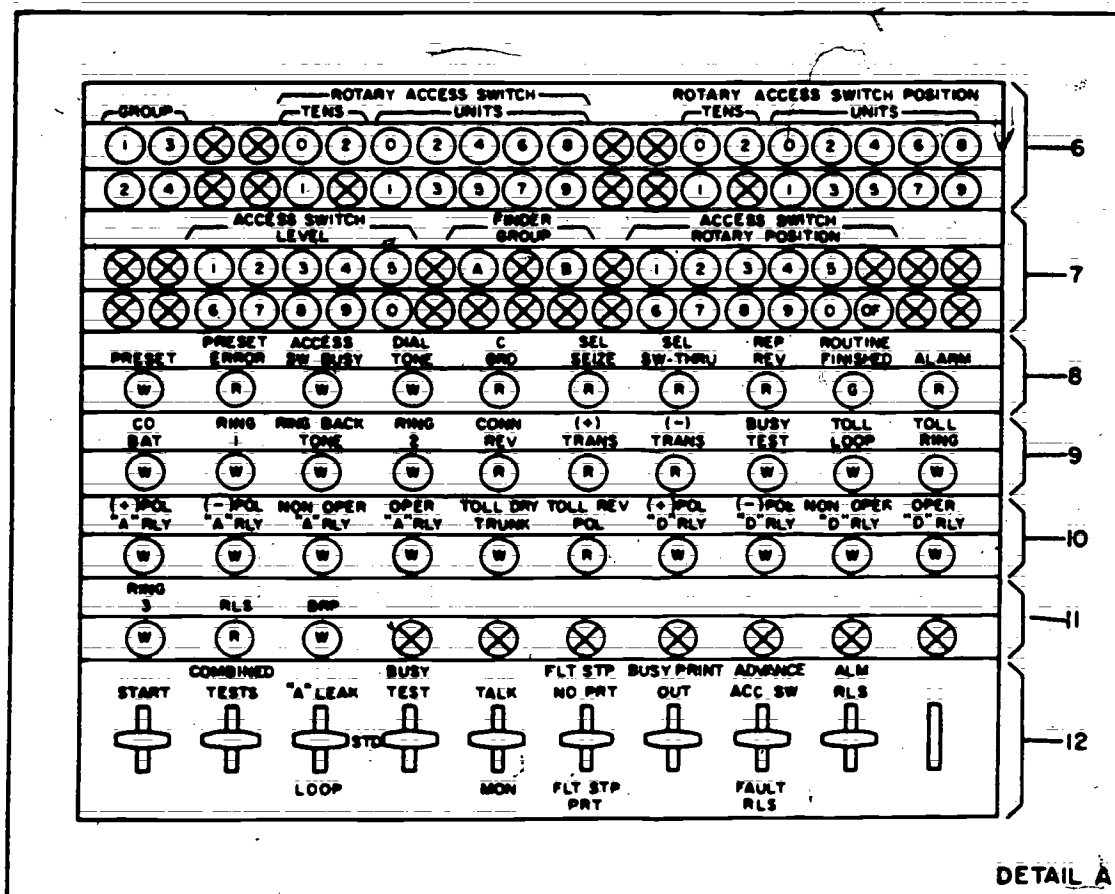 ROTARY ACCESS SWITCH ROTARY ACCESS SWITCH POSITION
GROUP TENS UNITS TENS UNITS
1 3 0 2 0 2 4 6 8 0 2 0 2 4 6 8
6
2 4 1 1 3 5 7 9 1 1 3 5 7 9
ACCESS SWITCH FINDER ACCESS SWITCH
LEVEL GROUP ROTARY POSITION
1 2 3 4 5 A B 1 2 3 4 5
7
6 7 8 9 0 6 7 8 9 0 OF
PRESET ACCESS DIAL C SEL SEL REP ROUTINE
PRESET ERROR SW BUSY TONE GRD SEIZE SW-THRU REV FINISHED ALARM
8
W R W W R R R R G R
CO RING RING BACK RING CONN (+) (-) BUSY TOLL TOLL
BAT 1 TONE 2 REV TRANS TRANS TEST LOOP RING
9
W W W W R R R W W W
(+)POL (-)POL NON OPER OPER TOLL DRY TOLL REV (+)POL (-)POL NON OPER OPER
"A" RLY "A" RLY "A" RLY "A" RLY TRUNK POL "D" RLY "D" RLY "D" RLY "D" RLY
10
W W W W W R W W W W
RING
3 RLS BRP
11
W R W
COMBINED BUSY FLT STP BUSY PRINT ADVANCE ALM
START TESTS "A" LEAK TEST TALK NO PRT OUT ACC SW RLS
STD
12
LOOP MON FLT STP FAULT
PRT RLS
DETAIL A